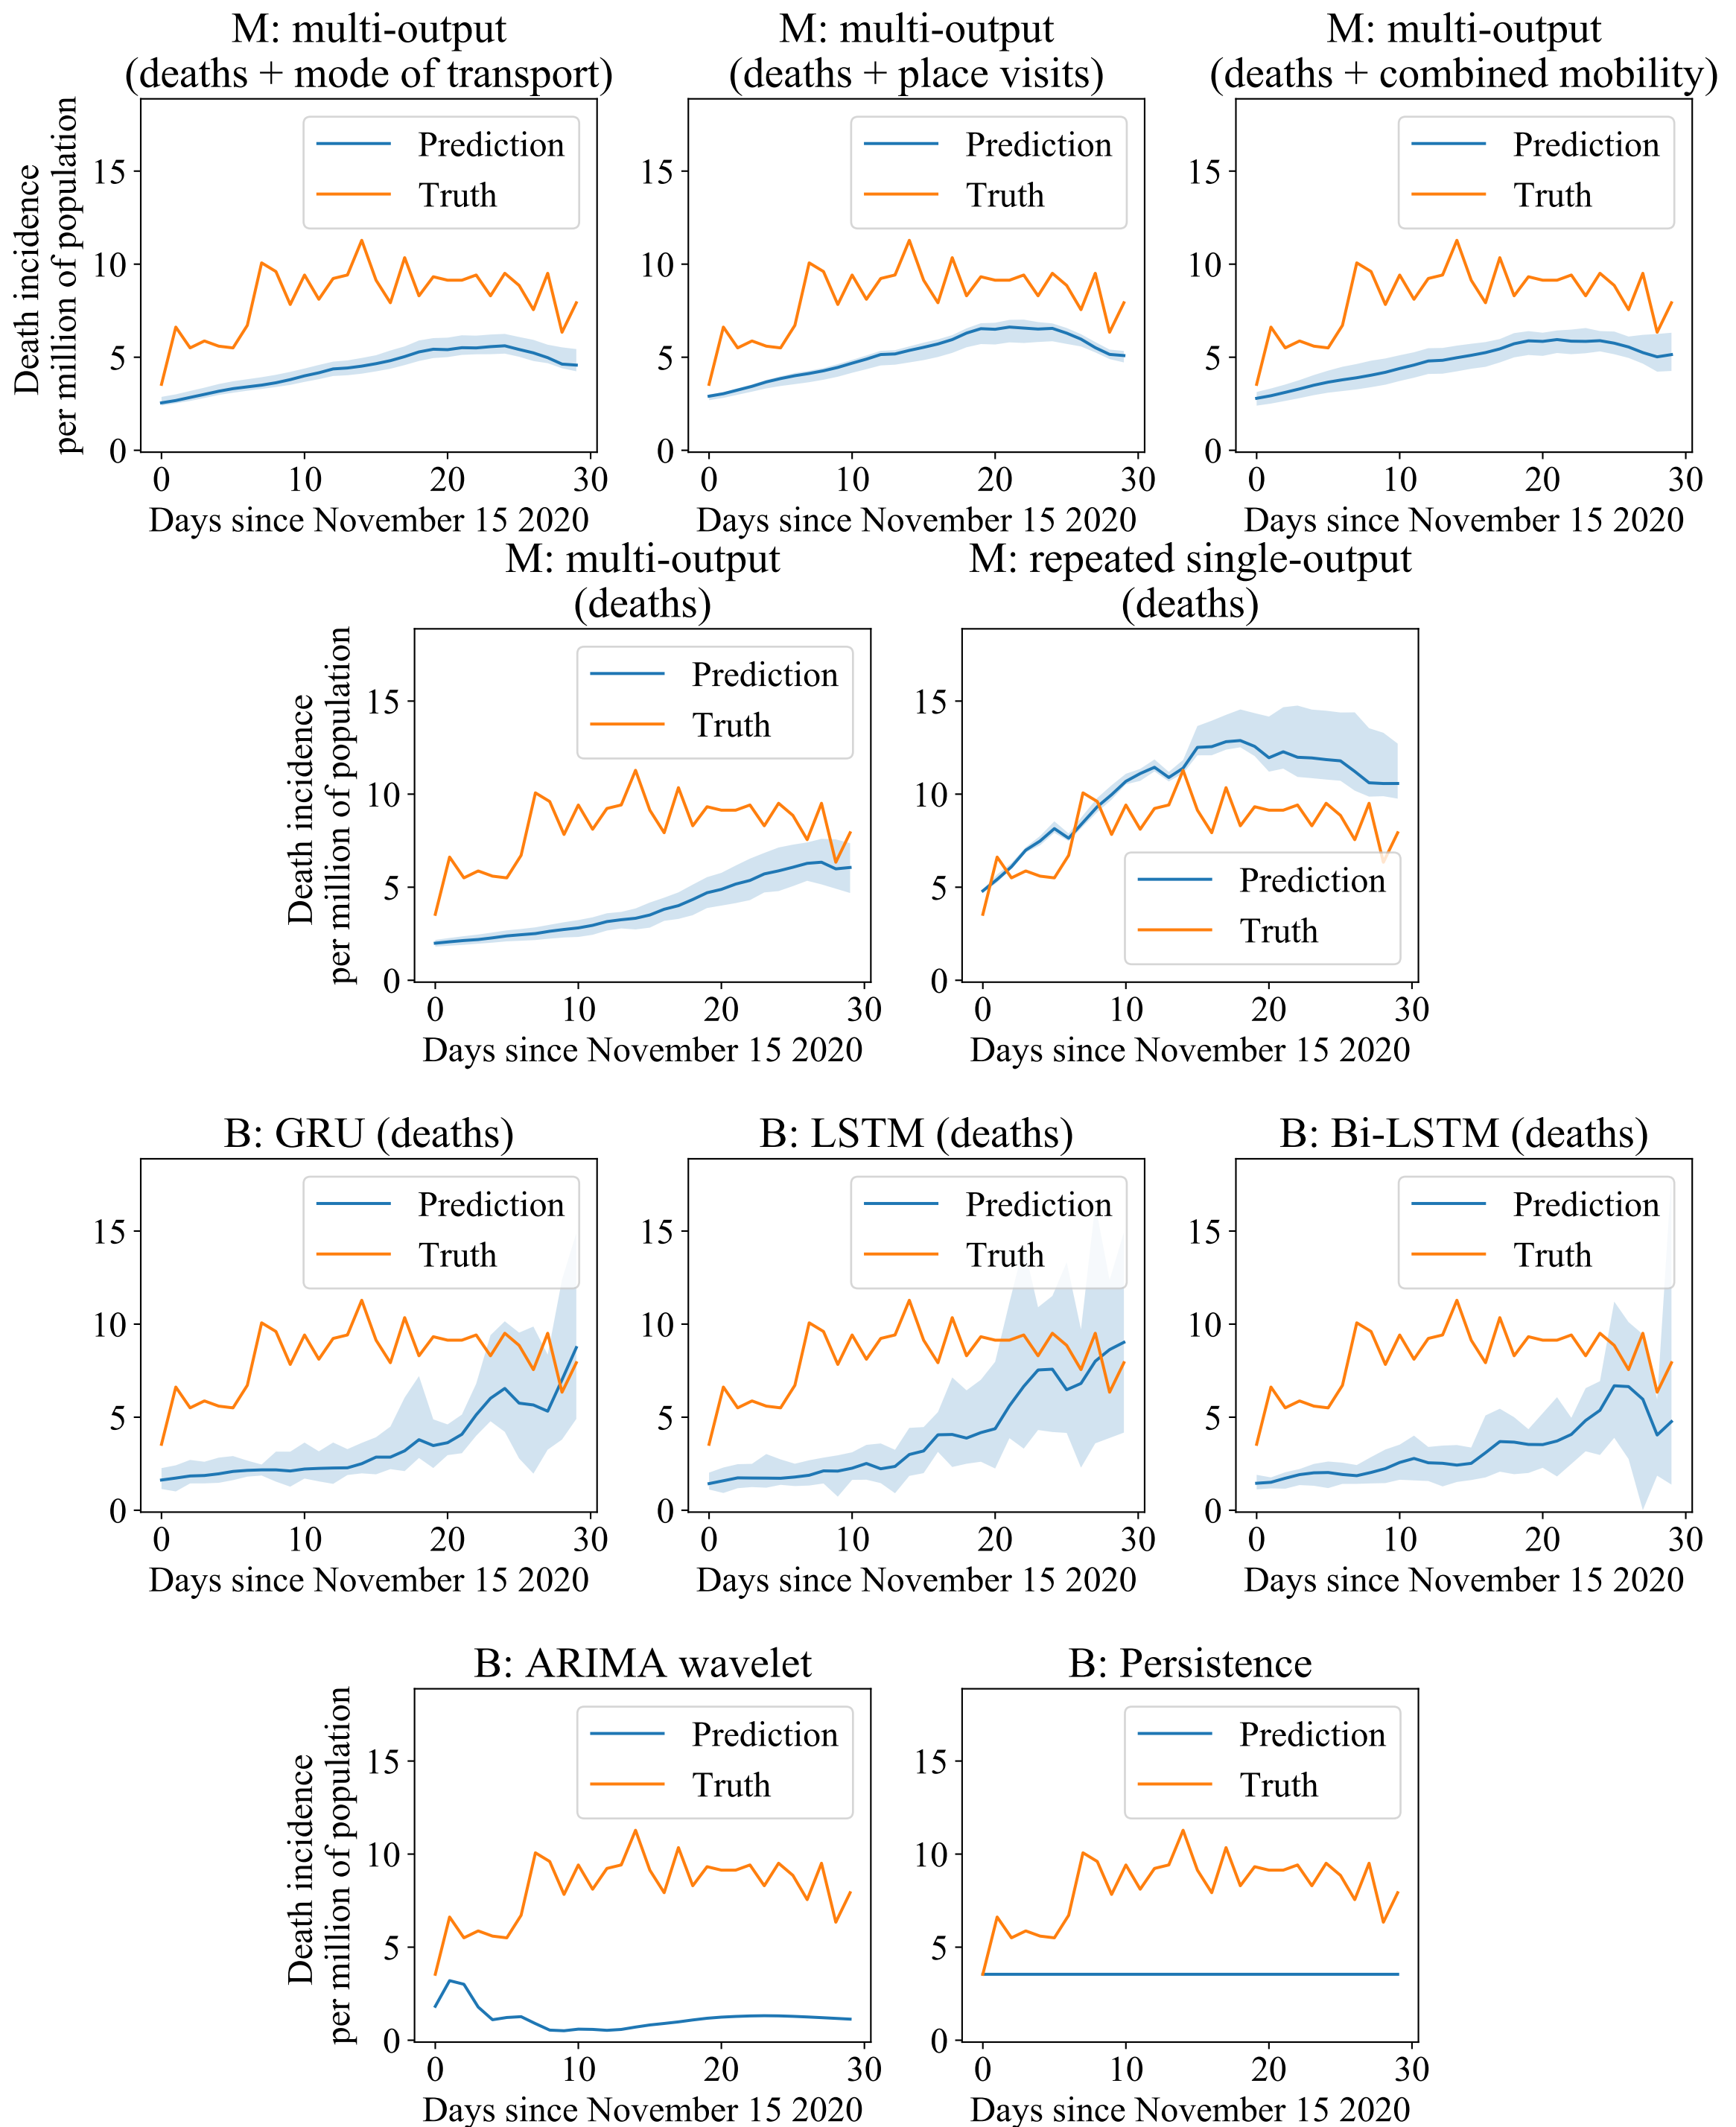 M: multi-output
(deaths + mode of transport)
M: multi-output
(deaths + place visits)
M: multi-output
(deaths + combined mobility)
Death incidence
per million of population
15
10
5
0
Prediction
Truth
0 10 20 30
Days since November 15 2020
15
10
5
0
Prediction
Truth
0 10 20 30
Days since November 15 2020
15
10
5
0
Prediction
Truth
0 10 20 30
Days since November 15 2020
M: multi-output
(deaths)
M: repeated single-output
(deaths)
Death incidence
per million of population
15
10
5
0
Prediction
Truth
0 10 20 30
Days since November 15 2020
15
10
5
0
Prediction
Truth
0 10 20 30
Days since November 15 2020
B: GRU (deaths)
B: LSTM (deaths)
B: Bi-LSTM (deaths)
15
10
5
0
Prediction
Truth
0 10 20 30
Days since November 15 2020
15
10
5
0
Prediction
Truth
0 10 20 30
Days since November 15 2020
15
10
5
0
Prediction
Truth
0 10 20 30
Days since November 15 2020
B: ARIMA wavelet
B: Persistence
Death incidence
per million of population
15
10
5
0
Prediction
Truth
0 10 20 30
Days since November 15 2020
15
10
5
0
Prediction
Truth
0 10 20 30
Days since November 15 2020